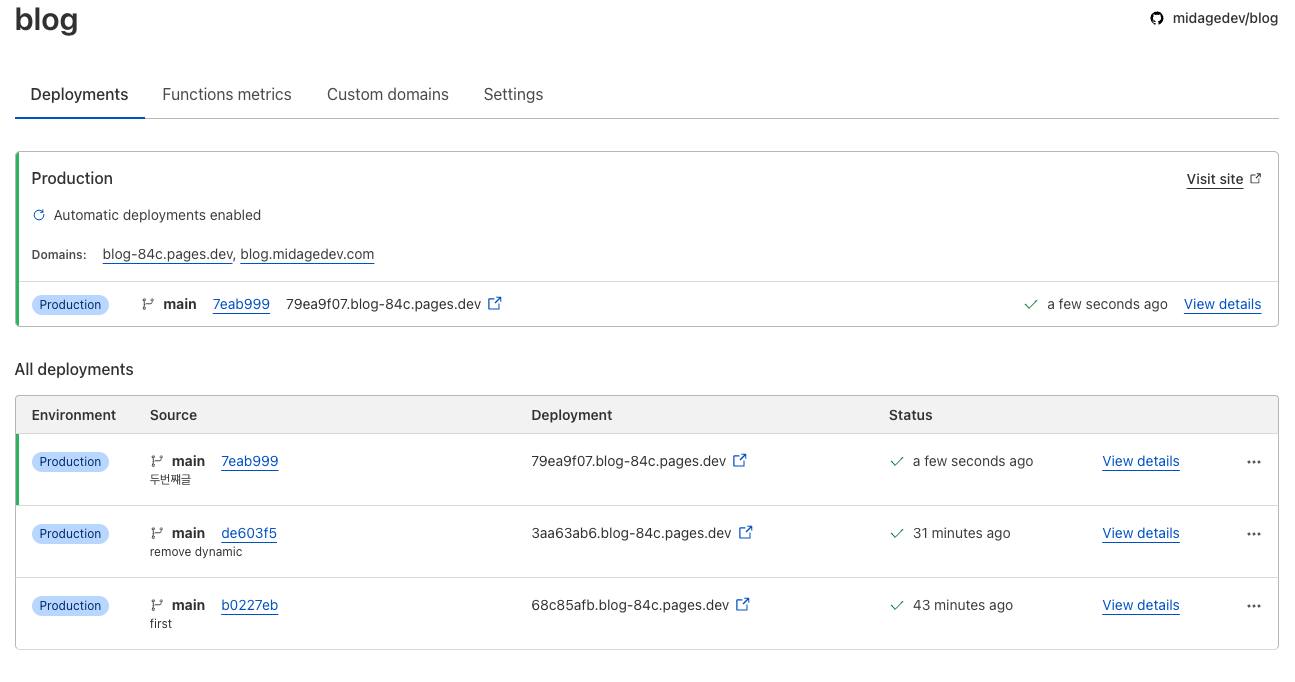 blog
midagedev/blog
Deployments Functions metrics Custom domains Settings
Production
Visit site
Automatic deployments enabled
Domains: blog-84c.pages.dev, blog.midagedev.com
Production main 7eab999 79ea9f07.blog-84c.pages.dev a few seconds ago View details
All deployments
Environment Source Deployment Status
Production main 7eab999 79ea9f07.blog-84c.pages.dev a few seconds ago View details ...
두번째글
Production main de603f5 3aa63ab6.blog-84c.pages.dev 31 minutes ago View details ...
remove dynamic
Production main b0227eb 68c85afb.blog-84c.pages.dev 43 minutes ago View details ...
first